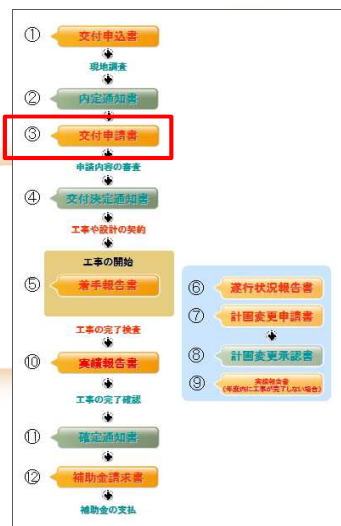 ① 交付申込書
現地調査
② 内定通知書
③ 交付申請書
申請内容の審査
④ 交付決定通知書
工事や設計の契約
工事の開始
⑤ 着手報告書
⑥ 遂行状況報告書
⑦ 計画変更申請書
⑧ 計画変更承認書
⑨ 実績報告書
(年度内に工事が完了しない場合)
工事の完了検査
⑩ 実績報告書
工事の完了確認
⑪ 確定通知書
⑫ 補助金請求書
補助金の支払